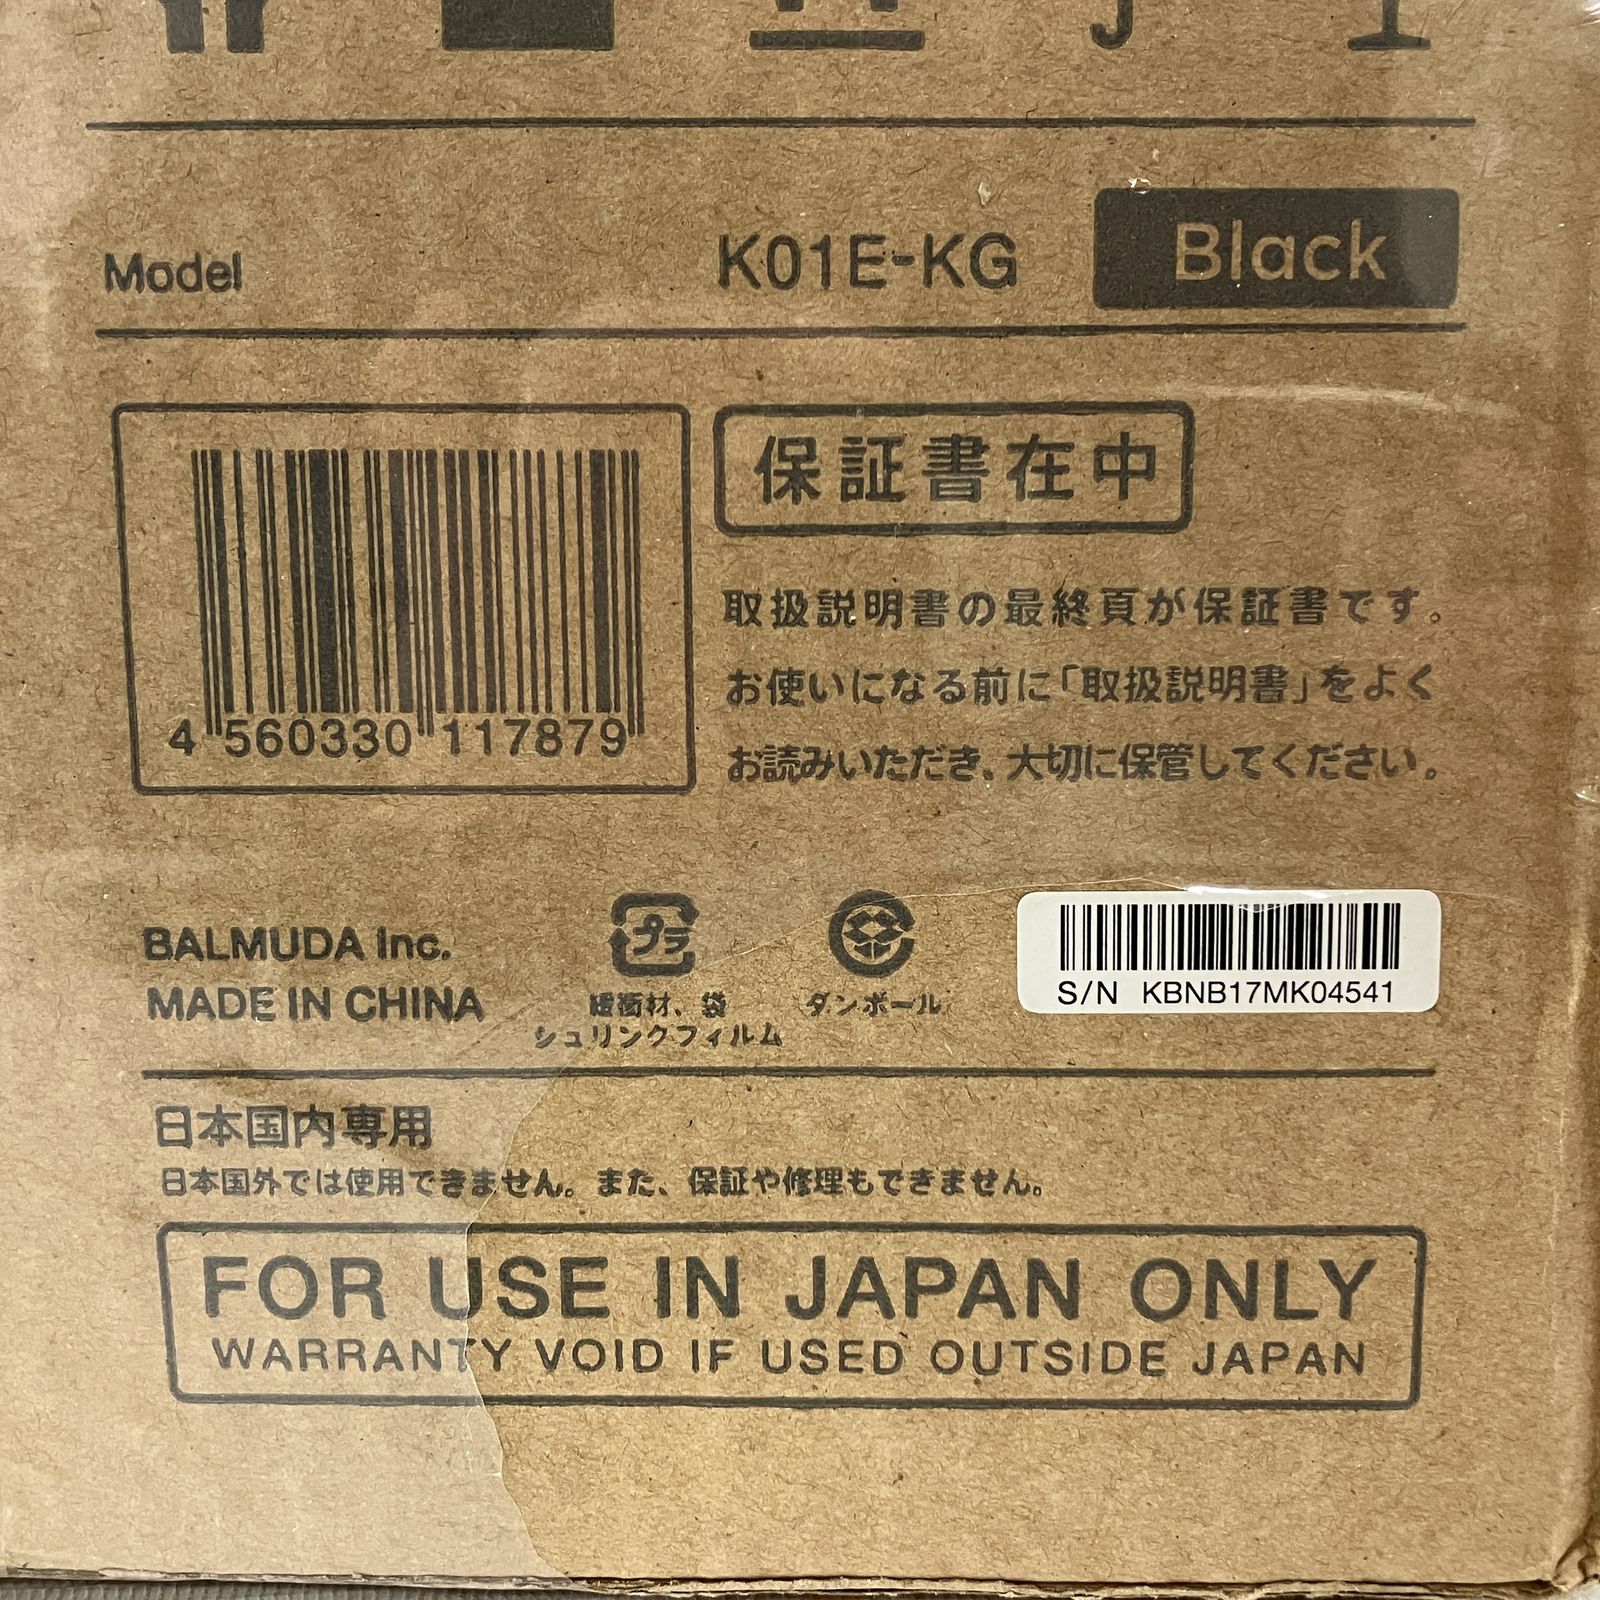 Model K01E-KG Black
保証書在中
取扱説明書の最終頁が保証書です。
お使いになる前に「取扱説明書」をよく
お読みいただき、大切に保管してください。
4 560330 117879
BALMUDA Inc.
MADE IN CHINA
プラ
緩衝材、袋
シュリンクフィルム
ダンボール
S/N KBNB17MK04541
日本国内専用
日本国外では使用できません。また、保証や修理もできません。
FOR USE IN JAPAN ONLY
WARRANTY VOID IF USED OUTSIDE JAPAN